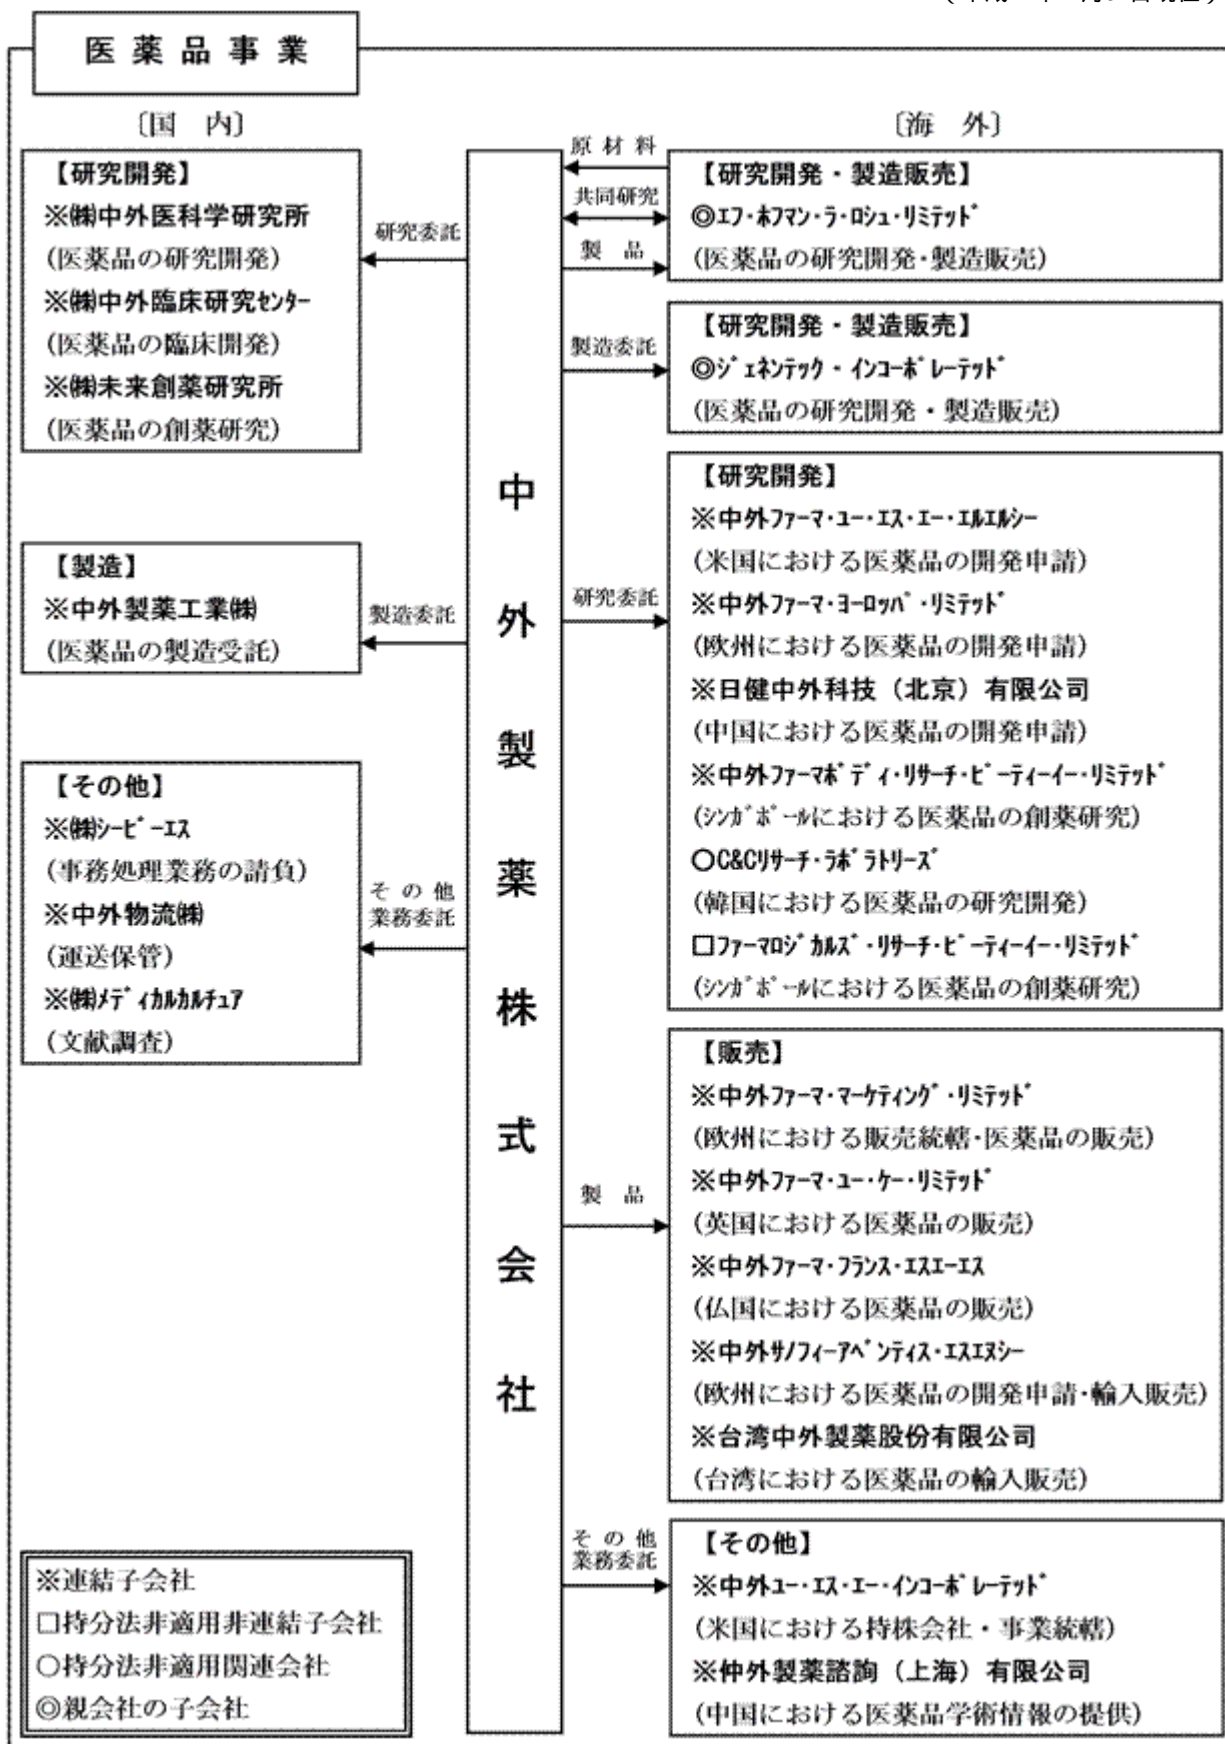 医薬品事業
〔国 内〕
【研究開発】
※㈱中外医科学研究所
(医薬品の研究開発)
※㈱中外臨床研究ｾﾝﾀｰ
(医薬品の臨床開発)
※㈱未来創薬研究所
(医薬品の創薬研究)
研究委託
【製造】
※中外製薬工業㈱
(医薬品の製造受託)
製造委託
【その他】
※㈱ｼｰﾋﾞｰｴｽ
(事務処理業務の請負)
※中外物流㈱
(運送保管)
※㈱ﾒﾃﾞｨｶﾙｶﾙﾁｭｱ
(文献調査)
その他
業務委託
中外製薬株式会社
〔海 外〕
原材料
共同研究
製 品
【研究開発・製造販売】
◎ｴﾌ･ﾎﾌﾏﾝ･ﾗ･ﾛｼｭ･ﾘﾐﾃｯﾄﾞ
(医薬品の研究開発･製造販売)
製造委託
【研究開発・製造販売】
◎ｼﾞｪﾈﾝﾃｯｸ・ｲﾝｺｰﾎﾟﾚｰﾃｯﾄﾞ
(医薬品の研究開発・製造販売)
研究委託
【研究開発】
※中外ﾌｧｰﾏ･ﾕｰ･ｴｽ･ｴｰ･ｴﾙｴﾙｼｰ
(米国における医薬品の開発申請)
※中外ﾌｧｰﾏ･ﾖｰﾛｯﾊﾟ･ﾘﾐﾃｯﾄﾞ
(欧州における医薬品の開発申請)
※日健中外科技（北京）有限公司
(中国における医薬品の開発申請)
※中外ﾌｧｰﾏﾎﾞﾃﾞｨ･ﾘｻｰﾁ･ﾋﾟｰﾃｨｰｲｰ･ﾘﾐﾃｯﾄﾞ
(ｼﾝｶﾞﾎﾟｰﾙにおける医薬品の創薬研究)
○C&Cﾘｻｰﾁ･ﾗﾎﾞﾗﾄﾘｰｽﾞ
(韓国における医薬品の研究開発)
□ﾌｧｰﾏﾛｼﾞｶﾙｽﾞ･ﾘｻｰﾁ･ﾋﾟｰﾃｨｰｲｰ･ﾘﾐﾃｯﾄﾞ
(ｼﾝｶﾞﾎﾟｰﾙにおける医薬品の創薬研究)
製 品
【販売】
※中外ﾌｧｰﾏ･ﾏｰｹﾃｨﾝｸﾞ･ﾘﾐﾃｯﾄﾞ
(欧州における販売統轄･医薬品の販売)
※中外ﾌｧｰﾏ･ﾕｰ･ｹｰ･ﾘﾐﾃｯﾄﾞ
(英国における医薬品の販売)
※中外ﾌｧｰﾏ･ﾌﾗﾝｽ･ｴｽｴｰｴｽ
(仏国における医薬品の販売)
※中外ｻﾉﾌｨｰｱﾍﾞﾝﾃｨｽ･ｴｽｴﾇｼｰ
(欧州における医薬品の開発申請･輸入販売)
※台湾中外製薬股份有限公司
(台湾における医薬品の輸入販売)
その他
業務委託
【その他】
※中外ﾕｰ･ｴｽ･ｴｰ･ｲﾝｺｰﾎﾟﾚｰﾃｯﾄﾞ
(米国における持株会社・事業統轄)
※仲外製薬諮詢（上海）有限公司
(中国における医薬品学術情報の提供)
※連結子会社
□持分法非適用非連結子会社
○持分法非適用関連会社
◎親会社の子会社